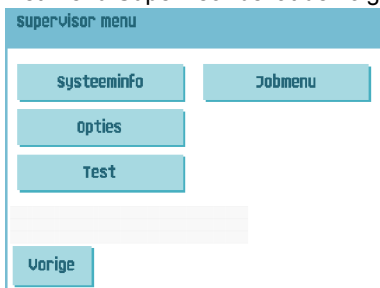 Supervisor menu
Systeeminfo
Jobmenu
Opties
Test
Vorige